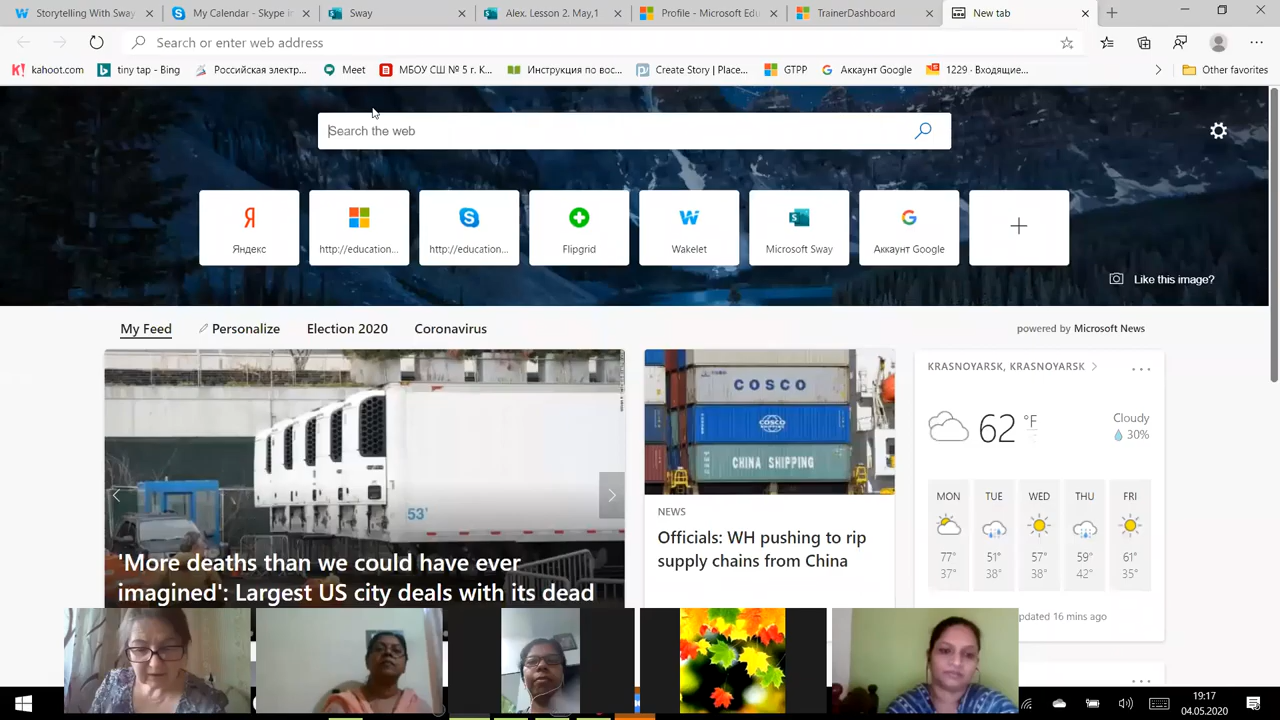 Storytelling With Sway
My Calendar - Skype in
Sway
Alex. Lesson 2. May,1
Profile - Microsoft Edu
TrainerDashboard
New tab
Search or enter web address
kahoot.com
tiny tap - Bing
Российская электр...
Meet
МБОУ СШ № 5 г. К...
Инструкция по вос...
Create Story | Place...
GTPP
Аккаунт Google
1229 · Входящие...
Other favorites
Search the web
Яндекс
http://education...
http://education...
Flipgrid
Wakelet
Microsoft Sway
Аккаунт Google
Like this image?
My Feed
Personalize
Election 2020
Coronavirus
powered by Microsoft News
53'
'More deaths than we could have ever
imagined': Largest US city deals with its dead
COSCO
CHINA SHIPPING
NEWS
Officials: WH pushing to rip
supply chains from China
KRASNOYARSK, KRASNOYARSK
62 °F
Cloudy
30%
MON TUE WED THU FRI
77° 51° 57° 59° 61°
37° 38° 38° 42° 35°
pdated 16 mins ago
19:17
04.05.2020